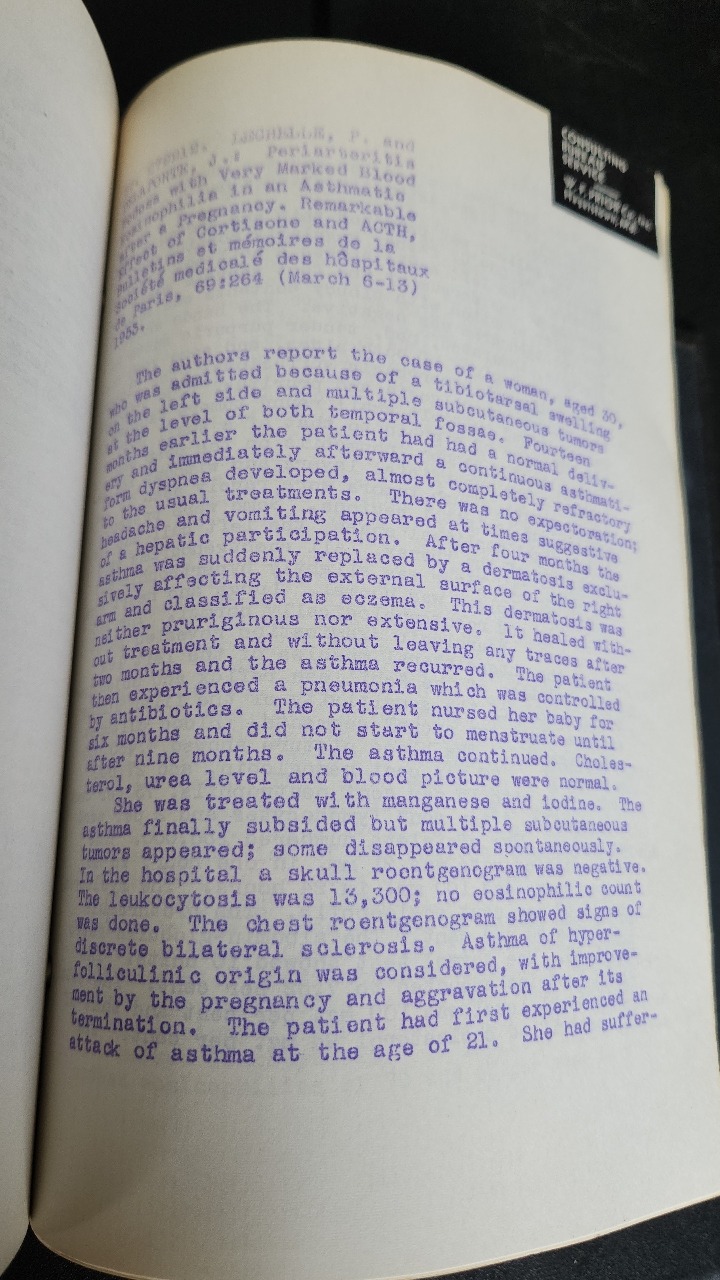 LECHELLE, P. and
J.: Periarteritis
with Very Marked Blood
in an Asthmatic
after a Pregnancy. Remarkable
Effect of Cortisone and ACTH,
Bulletins et mémoires de la
Société medicalé des hôspitaux
de Paris, 69:264 (March 6-13)
1953.
The authors report the case of a woman, aged 30,
who was admitted because of a tibiotarsal swelling
on the left side and multiple subcutaneous tumors
at the level of both temporal fossae. Fourteen
months earlier the patient had had a normal deliv-
ery and immediately afterward a continuous asthmati-
form dyspnea developed, almost completely refractory
to the usual treatments. There was no expectoration;
headache and vomiting appeared at times suggestive
of a hepatic participation. After four months the
asthma was suddenly replaced by a dermatosis exclu-
sively affecting the external surface of the right
arm and classified as eczema. This dermatosis was
neither pruriginous nor extensive. It healed with-
out treatment and without leaving any traces after
two months and the asthma recurred. The patient
then experienced a pneumonia which was controlled
by antibiotics. The patient nursed her baby for
six months and did not start to menstruate until
after nine months. The asthma continued. Choles-
terol, urea level and blood picture were normal.
She was treated with manganese and iodine. The
asthma finally subsided but multiple subcutaneous
tumors appeared; some disappeared spontaneously.
In the hospital a skull roentgenogram was negative.
The leukocytosis was 13,300; no eosinophilic count
was done. The chest roentgenogram showed signs of
discrete bilateral sclerosis. Asthma of hyper-
folliculinic origin was considered, with improve-
ment by the pregnancy and aggravation after its
termination. The patient had first experienced an
attack of asthma at the age of 21. She had suffer-
CONSULTING
SERVICE